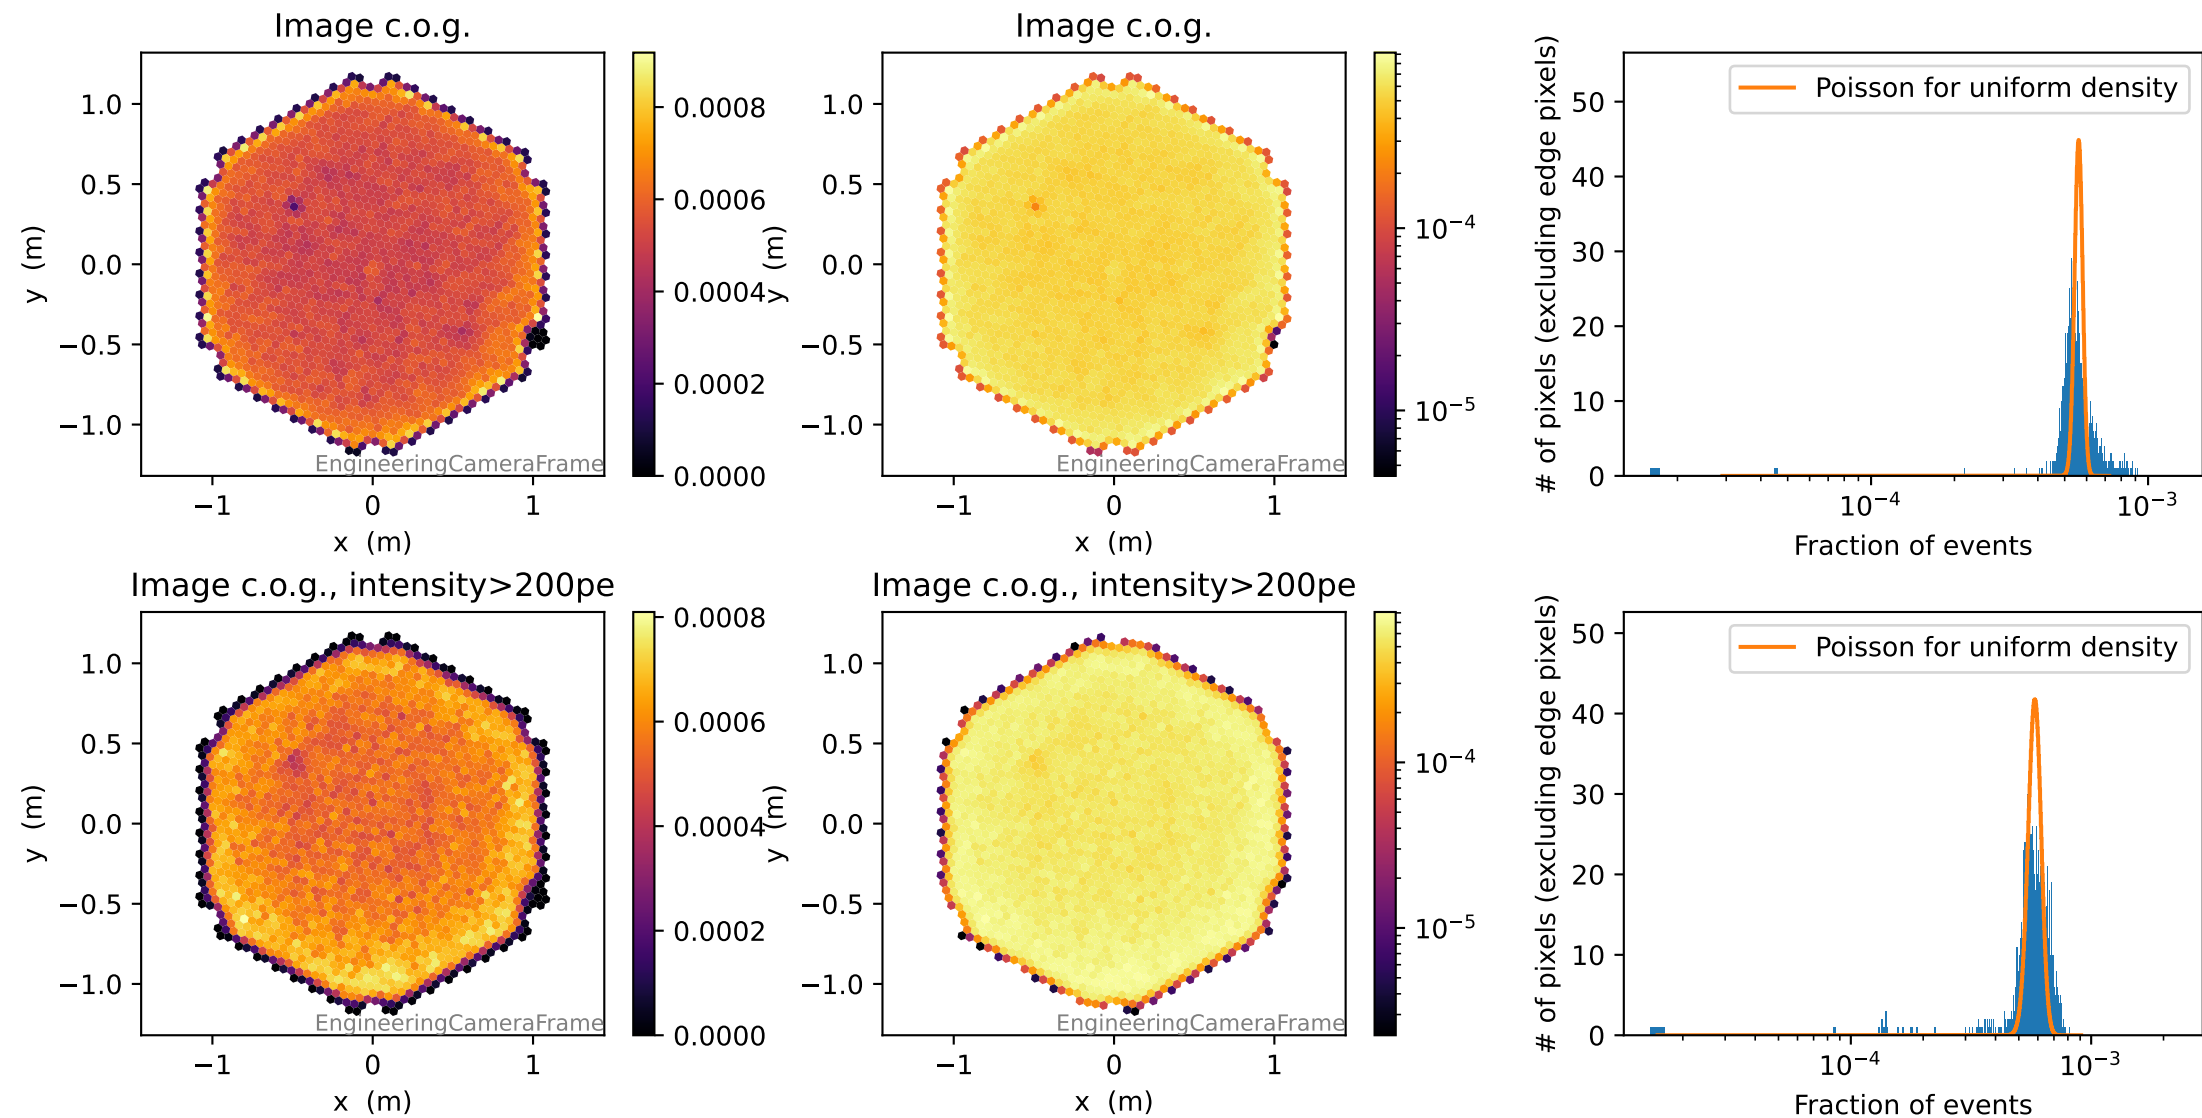 Image c.o.g.
1.0
0.5
0.0
−0.5
−1.0
y (m)
−1
0
1
x (m)
EngineeringCameraFrame
0.0008
0.0006
0.0004
0.0002
0.0000
Image c.o.g.
1.0
0.5
0.0
−0.5
−1.0
y (m)
−1
0
1
x (m)
EngineeringCameraFrame
10⁻⁴
10⁻⁵
Poisson for uniform density
# of pixels (excluding edge pixels)
50
40
30
20
10
0
10⁻⁴
10⁻³
Fraction of events
Image c.o.g., intensity>200pe
1.0
0.5
0.0
−0.5
−1.0
y (m)
−1
0
1
x (m)
EngineeringCameraFrame
0.0008
0.0006
0.0004
0.0002
0.0000
Image c.o.g., intensity>200pe
1.0
0.5
0.0
−0.5
−1.0
y (m)
−1
0
1
x (m)
EngineeringCameraFrame
10⁻⁴
10⁻⁵
Poisson for uniform density
# of pixels (excluding edge pixels)
50
40
30
20
10
0
10⁻⁴
10⁻³
Fraction of events